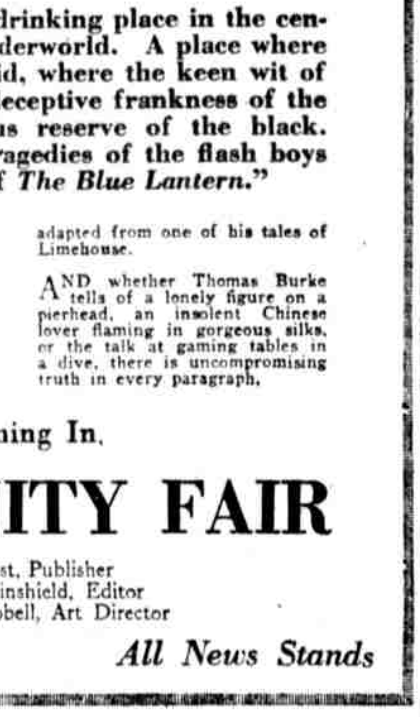 drinking place in the cen-
derworld. A place where
id, where the keen wit of
deceptive frankness of the
us reserve of the black.
ragedies of the flash boys
f The Blue Lantern."
adapted from one of his tales of
Limehouse.
AND whether Thomas Burke
tells of a lonely figure on a
pierhead, an insolent Chinese
lover flaming in gorgeous silks,
or the talk at gaming tables in
a dive, there is uncompromising
truth in every paragraph.
ning In,
ITY FAIR
st, Publisher
inshield, Editor
bell, Art Director
All News Stands